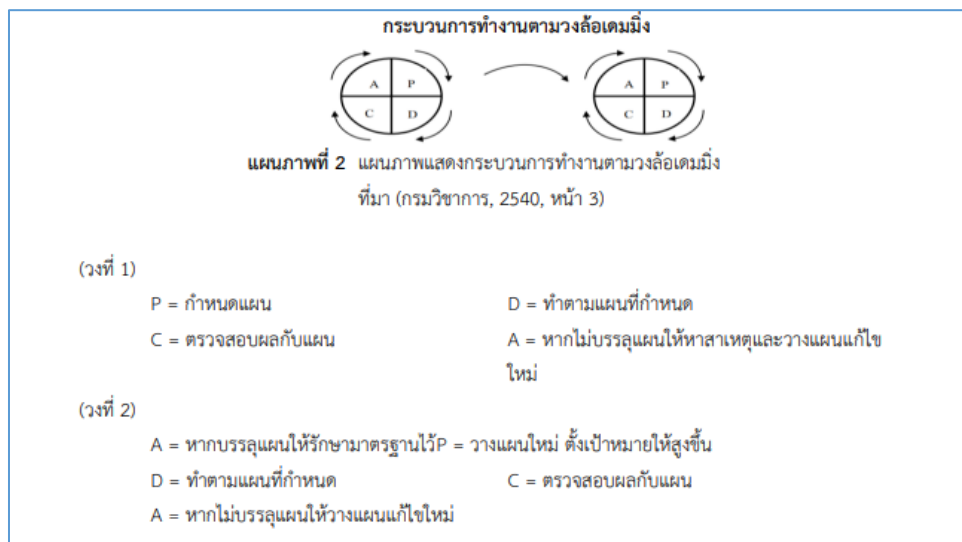 กระบวนการทำงานตามวงล้อเดมมิ่ง
A P A P
C D C D
แผนภาพที่ 2 แผนภาพแสดงกระบวนการทำงานตามวงล้อเดมมิ่ง
ที่มา (กรมวิชาการ, 2540, หน้า 3)
(วงที่ 1)
P = กำหนดแผน D = ทำตามแผนที่กำหนด
C = ตรวจสอบผลกับแผน A = หากไม่บรรลุแผนให้หาสาเหตุและวางแผนแก้ไข
ใหม่
(วงที่ 2)
A = หากบรรลุแผนให้รักษามาตรฐานไว้P = วางแผนใหม่ ตั้งเป้าหมายให้สูงขึ้น
D = ทำตามแผนที่กำหนด C = ตรวจสอบผลกับแผน
A = หากไม่บรรลุแผนให้วางแผนแก้ไขใหม่